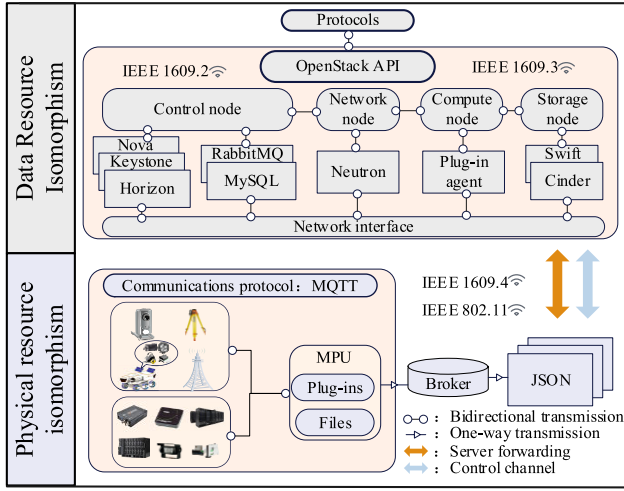 Data Resource
Isomorphism
Protocols
OpenStack API
IEEE 1609.2
IEEE 1609.3
Control node
Network
node
Compute
node
Storage
node
Nova
Keystone
Horizon
RabbitMQ
MySQL
Neutron
Plug-in
agent
Swift
Cinder
Network interface
Physical resource
isomorphism
Communications protocol：MQTT
MPU
Plug-ins
Files
Broker
JSON
IEEE 1609.4
IEEE 802.11
：Bidirectional transmission
：One-way transmission
：Server forwarding
：Control channel